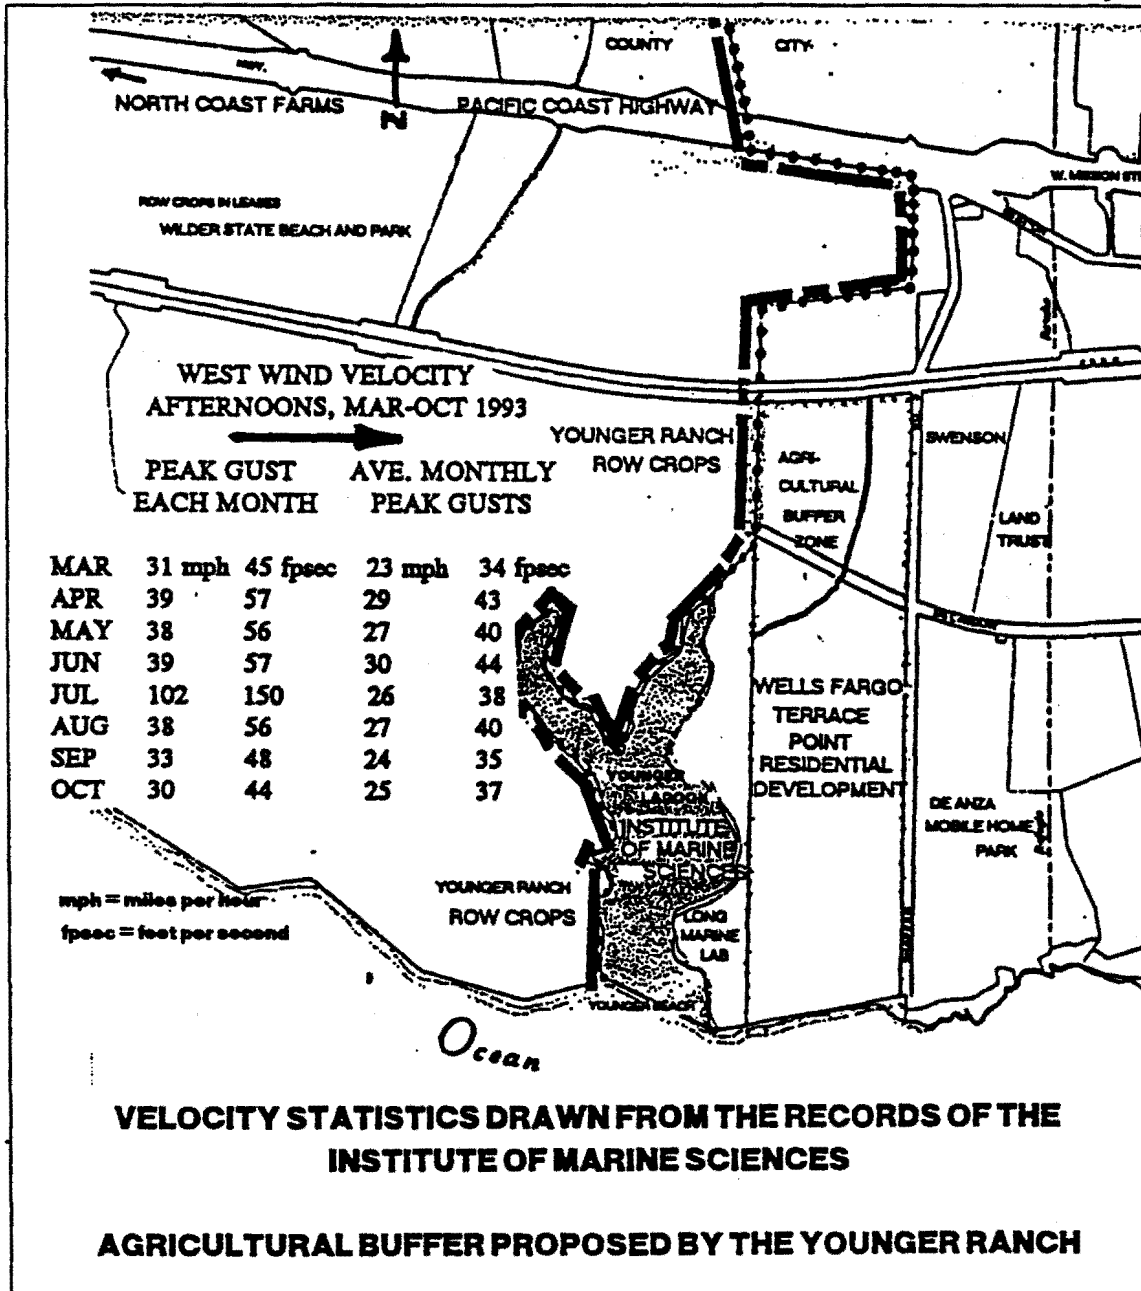 COUNTY CITY
HWY.
NORTH COAST FARMS
PACIFIC COAST HIGHWAY
N
W. MISSION STR
ROW CROPS IN LEASES
WILDER STATE BEACH AND PARK
WEST WIND VELOCITY
AFTERNOONS, MAR-OCT 1993
PEAK GUST AVE. MONTHLY
EACH MONTH PEAK GUSTS
MAR 31 mph 45 fpsec 23 mph 34 fpsec
APR 39 57 29 43
MAY 38 56 27 40
JUN 39 57 30 44
JUL 102 150 26 38
AUG 38 56 27 40
SEP 33 48 24 35
OCT 30 44 25 37
mph = miles per hour
fpsec = feet per second
YOUNGER RANCH
ROW CROPS
AGRI-
CULTURAL
BUFFER
ZONE
SWENSON
LAND
TRUST
WELLS FARGO
TERRACE
POINT
RESIDENTIAL
DEVELOPMENT
YOUNGER
LAGOON
INSTITUTE
OF MARINE
SCIENCES
DE ANZA
MOBILE HOME
PARK
YOUNGER RANCH
ROW CROPS
LONG
MARINE
LAB
YOUNGER BEACH
Ocean
VELOCITY STATISTICS DRAWN FROM THE RECORDS OF THE
INSTITUTE OF MARINE SCIENCES
AGRICULTURAL BUFFER PROPOSED BY THE YOUNGER RANCH